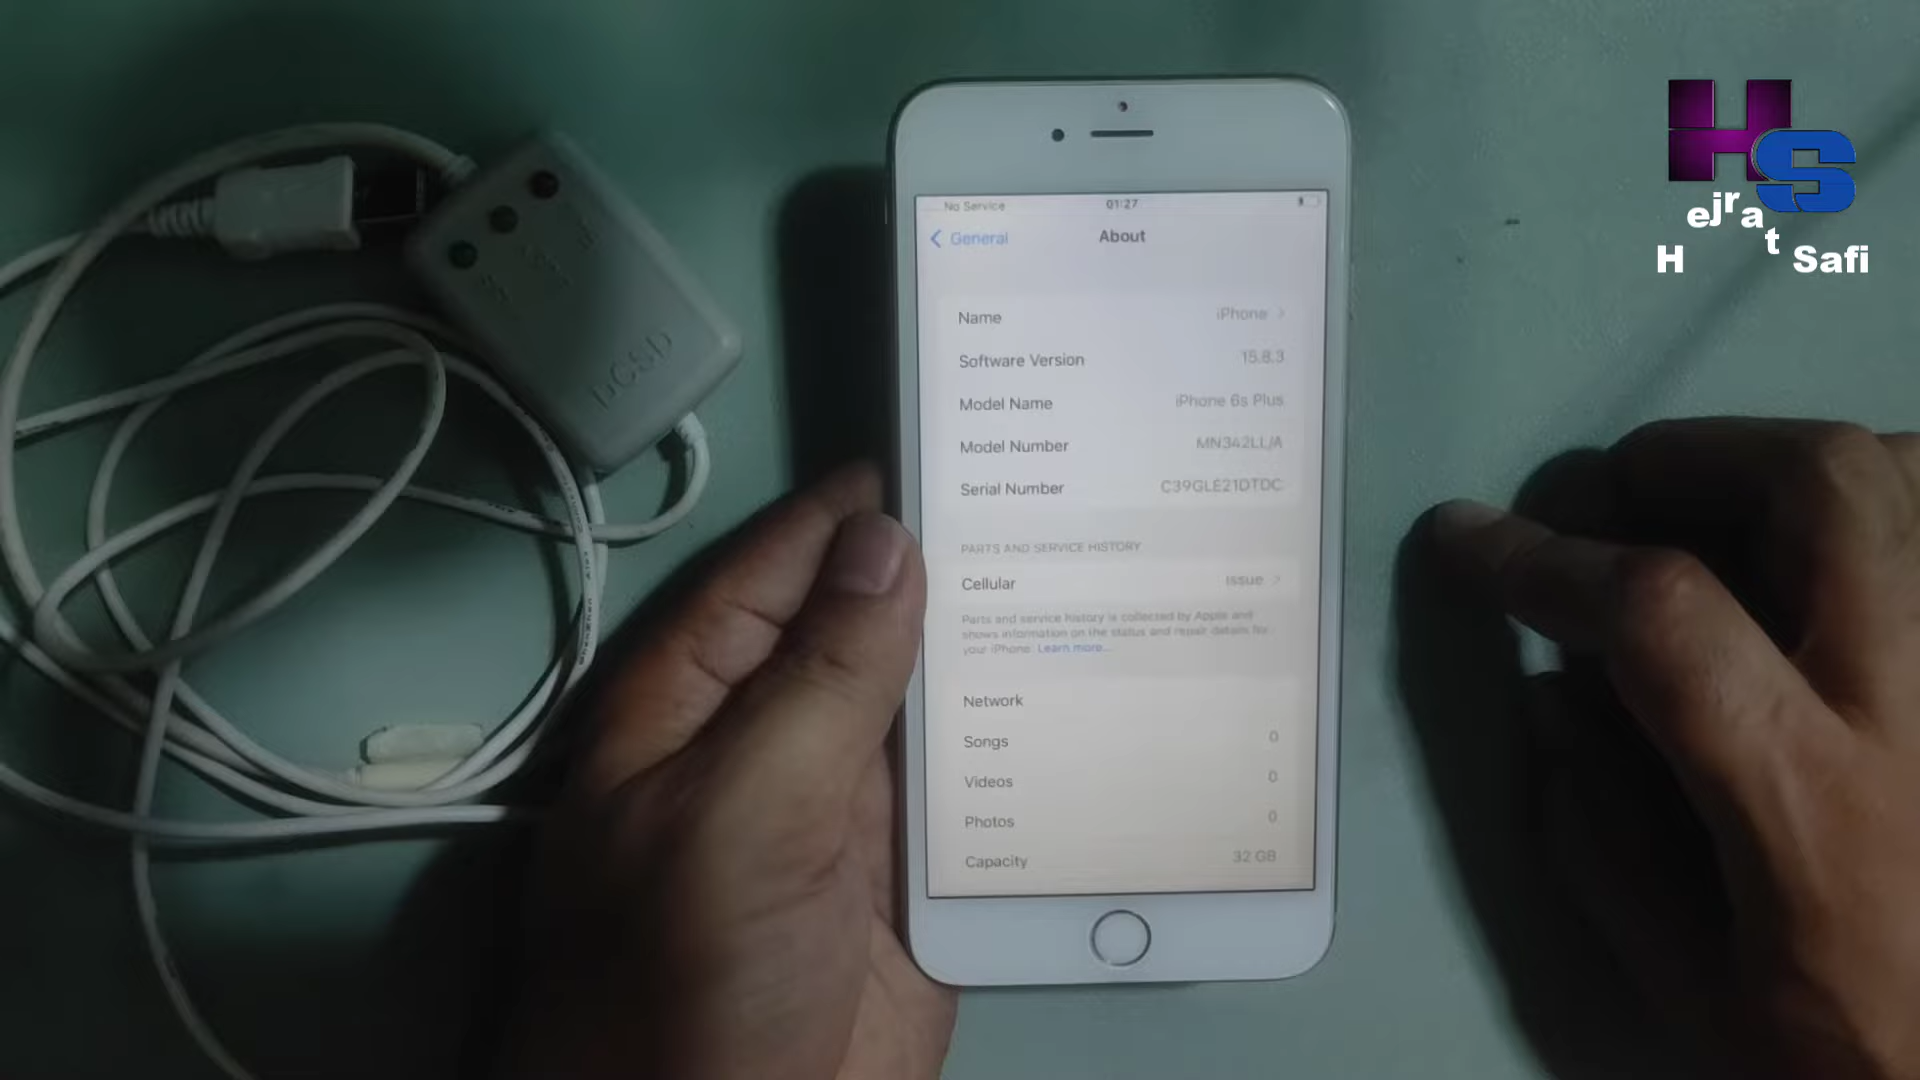 No Service 01:27
General About
Name iPhone
Software Version 15.8.3
Model Name iPhone 6s Plus
Model Number MN342LL/A
Serial Number C39GLE21DTDC
PARTS AND SERVICE HISTORY
Cellular Issue
Parts and service history is collected by Apple and
shows information on the status and repair details for
your iPhone. Learn more...
Network
Songs 0
Videos 0
Photos 0
Capacity 32 GB
DCSD
HS
Hejrat Safi